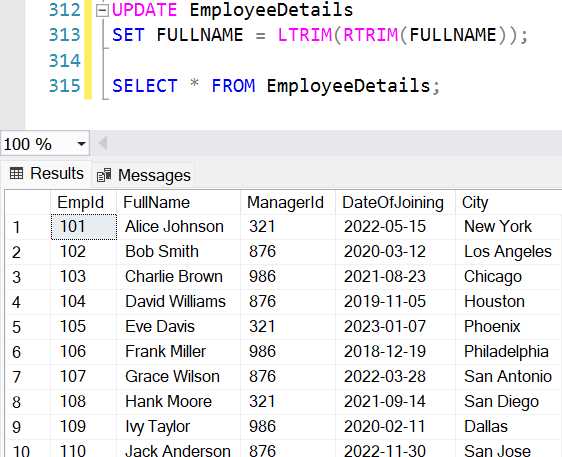 312 UPDATE EmployeeDetails
313 SET FULLNAME = LTRIM(RTRIM(FULLNAME));
314
315 SELECT * FROM EmployeeDetails;
100 %
Results Messages
EmpId FullName ManagerId DateOfJoining City
1 101 Alice Johnson 321 2022-05-15 New York
2 102 Bob Smith 876 2020-03-12 Los Angeles
3 103 Charlie Brown 986 2021-08-23 Chicago
4 104 David Williams 876 2019-11-05 Houston
5 105 Eve Davis 321 2023-01-07 Phoenix
6 106 Frank Miller 986 2018-12-19 Philadelphia
7 107 Grace Wilson 876 2022-03-28 San Antonio
8 108 Hank Moore 321 2021-09-14 San Diego
9 109 Ivy Taylor 986 2020-02-11 Dallas
10 110 Jack Anderson 876 2022-11-30 San Jose